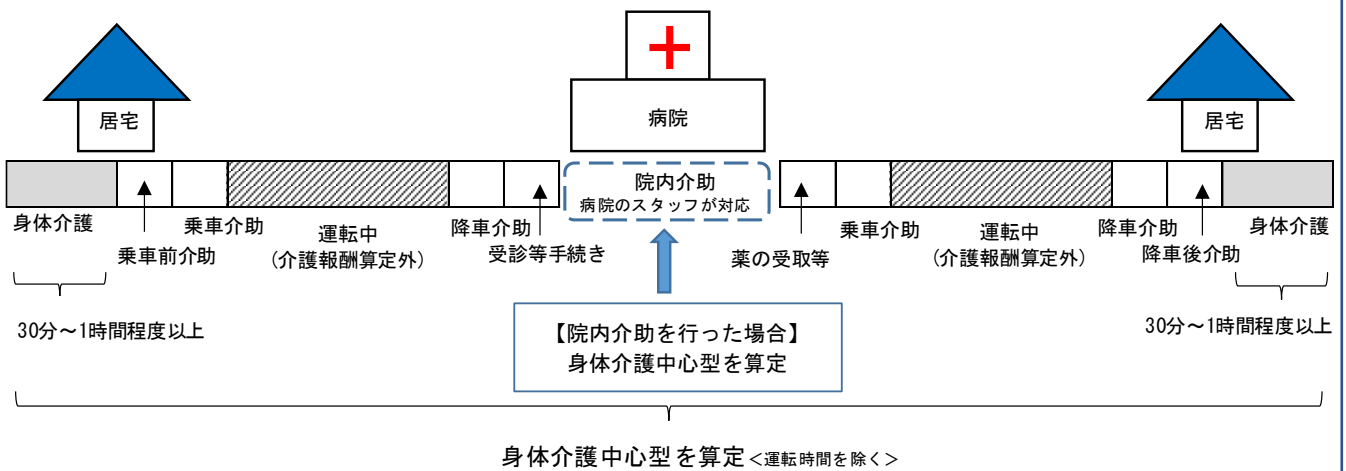 居宅
病院
居宅
院内介助
病院のスタッフが対応
身体介護
乗車前介助
乗車介助
運転中
(介護報酬算定外)
降車介助
受診等手続き
薬の受取等
乗車介助
運転中
(介護報酬算定外)
降車介助
降車後介助
身体介護
30分～1時間程度以上
【院内介助を行った場合】
身体介護中心型を算定
30分～1時間程度以上
身体介護中心型を算定<運転時間を除く>